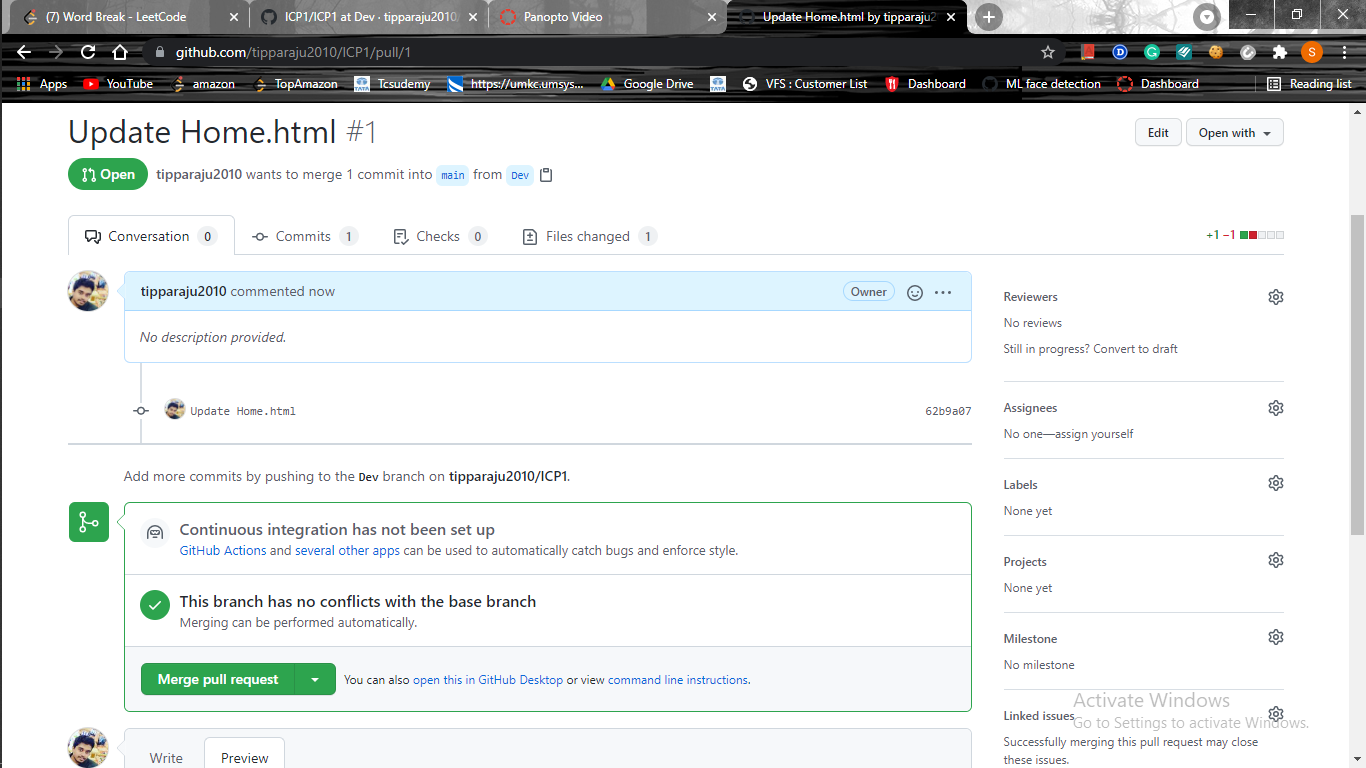 (7) Word Break - LeetCode
ICP1/ICP1 at Dev · tipparaju2010
Panopto Video
Update Home.html by tipparaju2
github.com/tipparaju2010/ICP1/pull/1
S
Apps
YouTube
amazon
TopAmazon
Tcsudemy
https://umkc.umsys...
Google Drive
VFS : Customer List
Dashboard
ML face detection
Dashboard
Reading list
Update Home.html #1
Edit
Open with
Open
tipparaju2010 wants to merge 1 commit into main from Dev
Conversation 0
Commits 1
Checks 0
Files changed 1
+1 −1
tipparaju2010 commented now
Owner
No description provided.
Update Home.html
62b9a07
Add more commits by pushing to the Dev branch on tipparaju2010/ICP1.
Continuous integration has not been set up
GitHub Actions and several other apps can be used to automatically catch bugs and enforce style.
This branch has no conflicts with the base branch
Merging can be performed automatically.
Merge pull request
You can also open this in GitHub Desktop or view command line instructions.
Write
Preview
Reviewers
No reviews
Still in progress? Convert to draft
Assignees
No one—assign yourself
Labels
None yet
Projects
None yet
Milestone
No milestone
Linked issues
Successfully merging this pull request may close
these issues.
Activate Windows
Go to Settings to activate Windows.